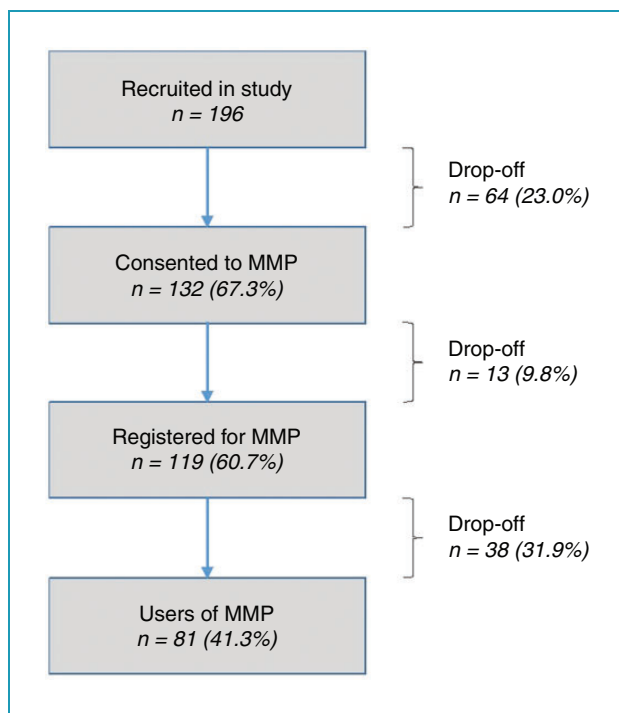 Recruited in study
n = 196
Drop-off
n = 64 (23.0%)
Consented to MMP
n = 132 (67.3%)
Drop-off
n = 13 (9.8%)
Registered for MMP
n = 119 (60.7%)
Drop-off
n = 38 (31.9%)
Users of MMP
n = 81 (41.3%)